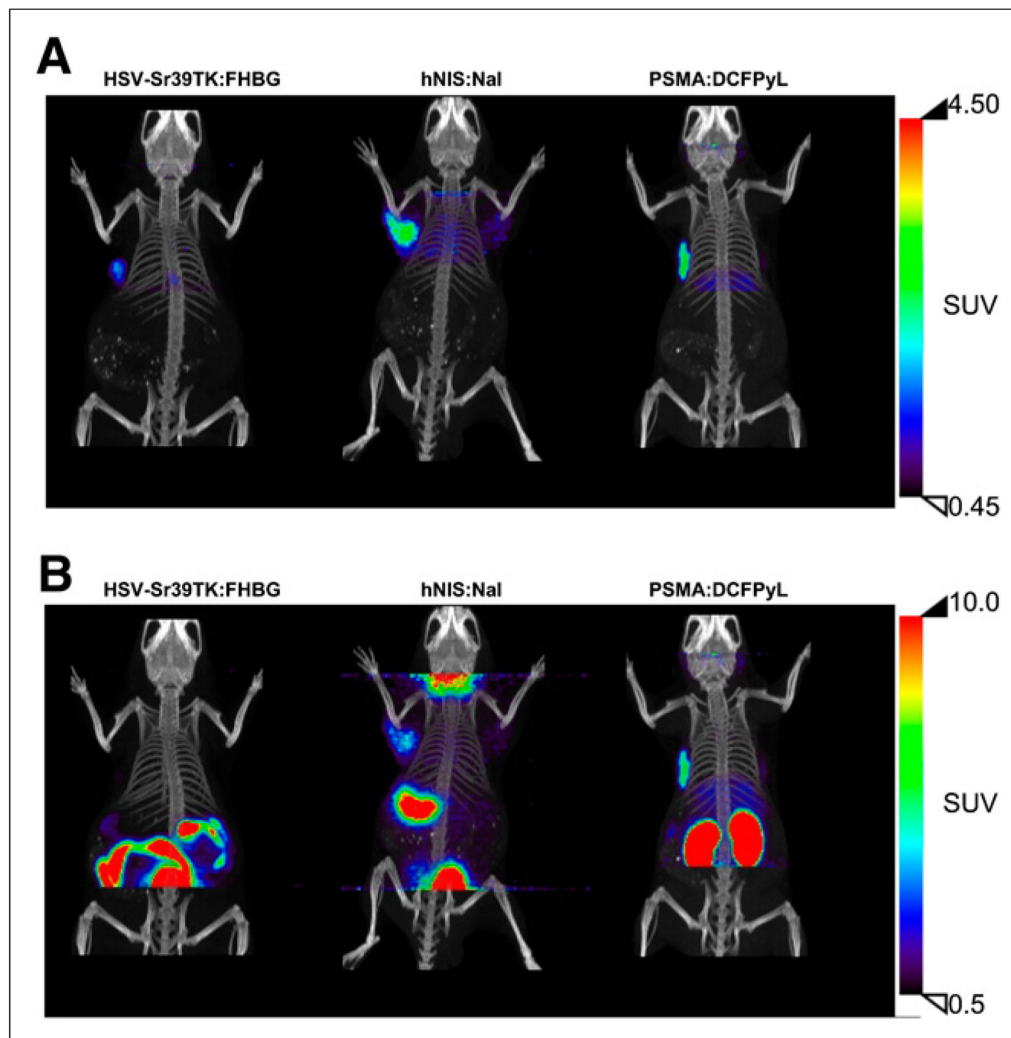 A
HSV-Sr39TK:FHBG hNIS:NaI PSMA:DCFPyL
4.50
SUV
0.45
B
HSV-Sr39TK:FHBG hNIS:NaI PSMA:DCFPyL
10.0
SUV
0.5